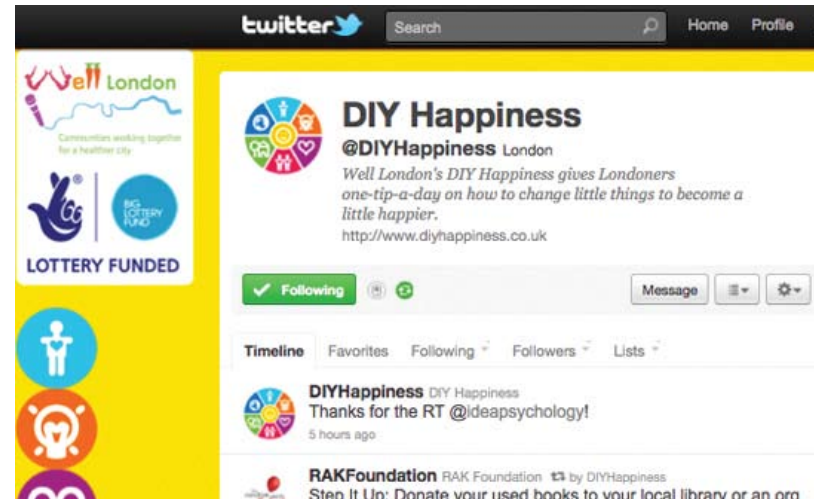 twitter
Search
Home Profile
Well London
Communities working together
for a healthier city
BIG
LOTTERY
FUND
LOTTERY FUNDED
DIY Happiness
@DIYHappiness London
Well London's DIY Happiness gives Londoners
one-tip-a-day on how to change little things to become a
little happier.
http://www.diyhappiness.co.uk
Following
Message
Timeline Favorites Following Followers Lists
DIYHappiness DIY Happiness
Thanks for the RT @ideapsychology!
5 hours ago
RAKFoundation RAK Foundation by DIYHappiness
Step It Up: Donate your used books to your local library or an org